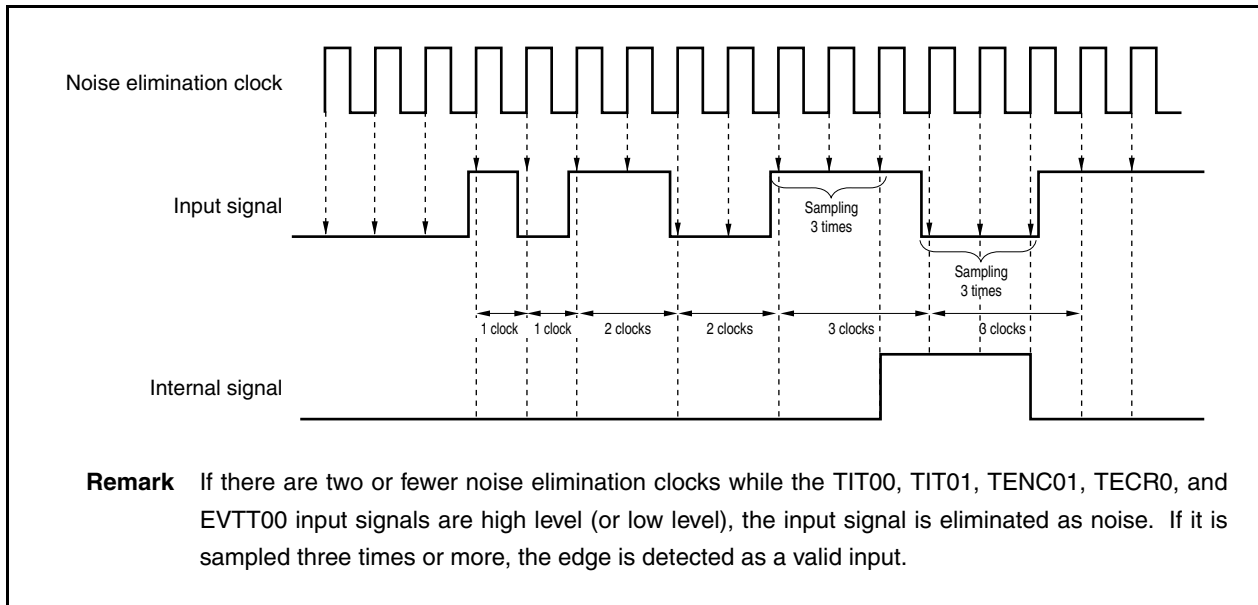 Noise elimination clock
Input signal
Sampling
3 times
Sampling
3 times
1 clock 1 clock 2 clocks 2 clocks 3 clocks 3 clocks
Internal signal
Remark If there are two or fewer noise elimination clocks while the TIT00, TIT01, TENC01, TECR0, and
EVTT00 input signals are high level (or low level), the input signal is eliminated as noise. If it is
sampled three times or more, the edge is detected as a valid input.